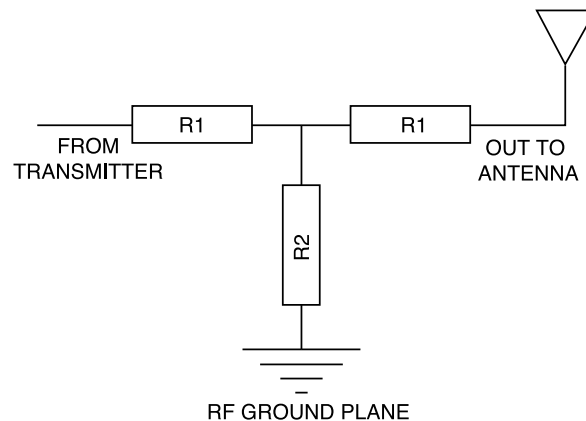 R1
R1
FROM
TRANSMITTER
OUT TO
ANTENNA
R2
RF GROUND PLANE